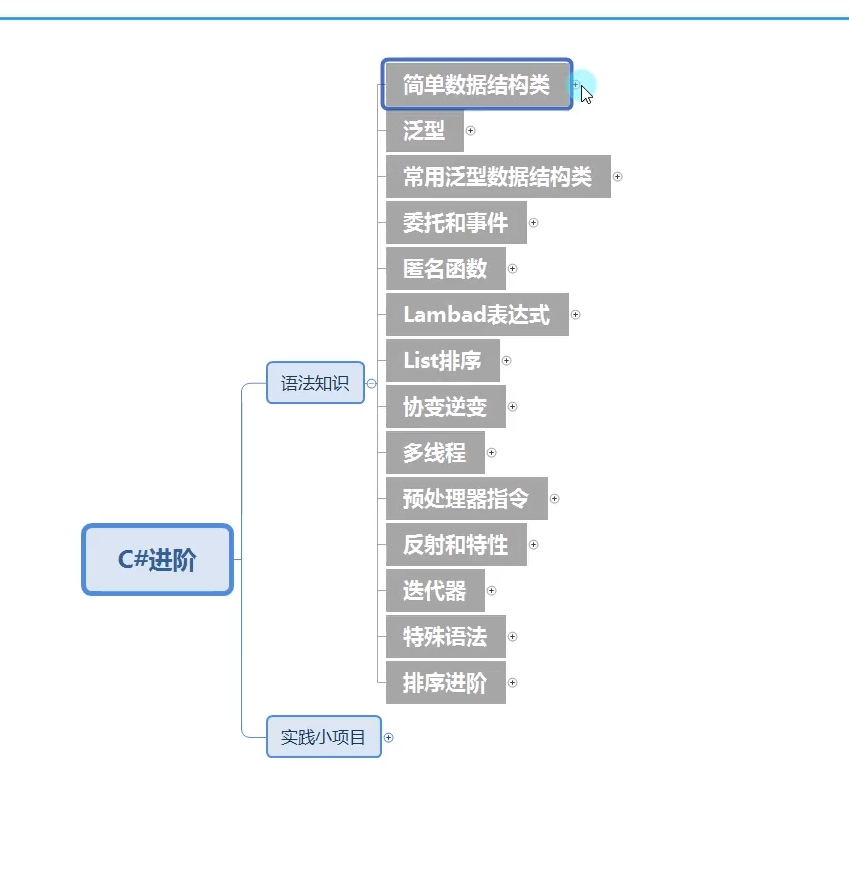 简单数据结构类
泛型
常用泛型数据结构类
委托和事件
匿名函数
Lambad表达式
List排序
语法知识
协变逆变
多线程
预处理器指令
反射和特性
C#进阶
迭代器
特殊语法
排序进阶
实践小项目